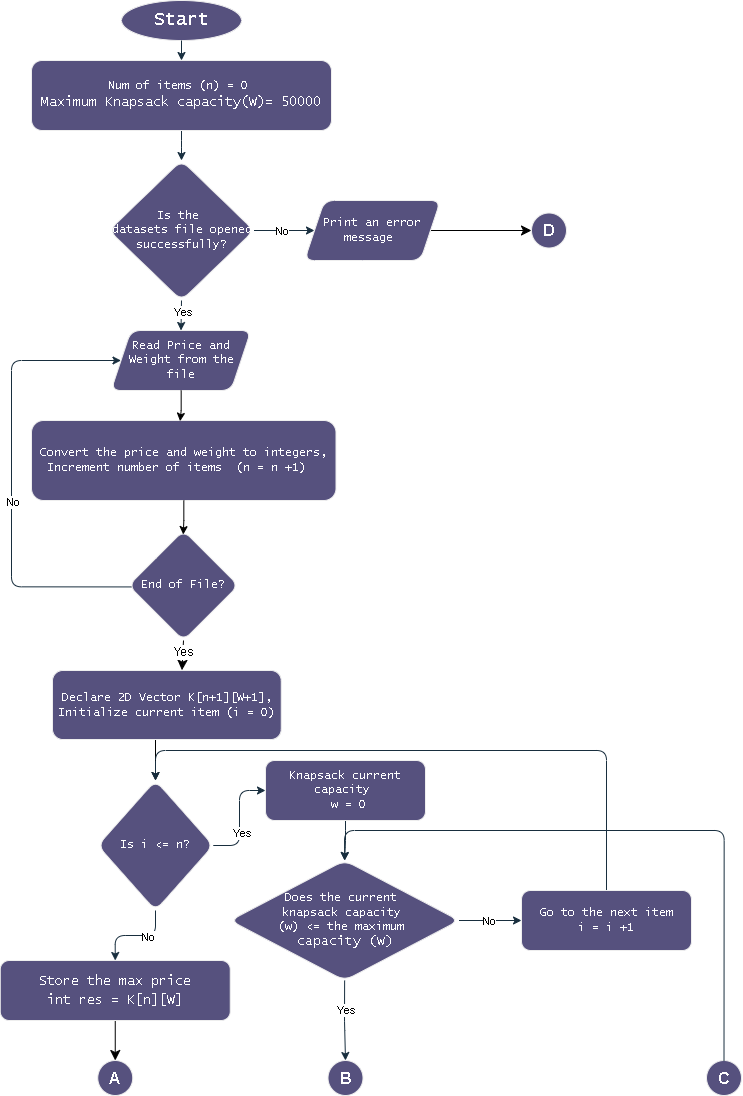 Start
Num of items (n) = 0
Maximum Knapsack capacity(W)= 50000
Is the
datasets file opened
successfully?
No
Print an error
message
D
Yes
Read Price and
Weight from the
file
Convert the price and weight to integers,
Increment number of items (n = n +1)
No
End of File?
Yes
Declare 2D Vector K[n+1][W+1],
Initialize current item (i = 0)
Knapsack current
capacity
w = 0
Is i <= n?
Yes
Does the current
knapsack capacity
(w) <= the maximum
capacity (W)
No
Go to the next item
i = i +1
No
Store the max price
int res = K[n][W]
Yes
A
B
C